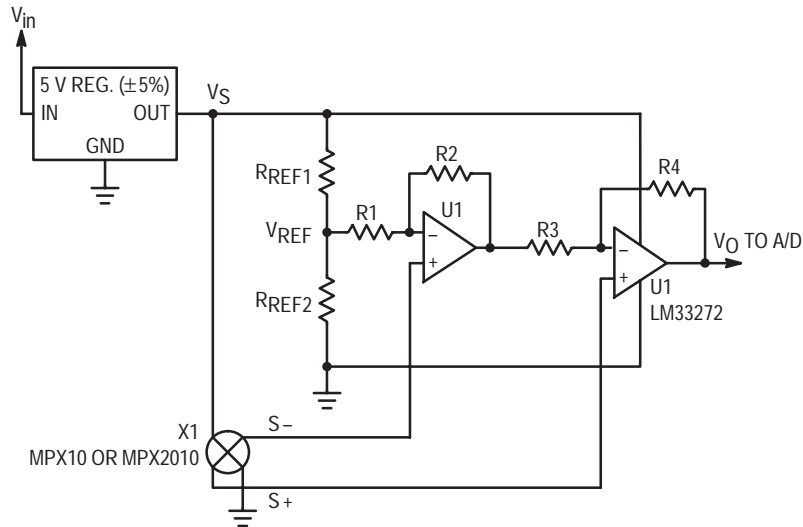 Vin
5 V REG. (±5%)
IN OUT
GND
VS
RREF1
R2
R4
R1
U1
VREF
R3
VO TO A/D
−
+
−
+
U1
LM33272
RREF2
X1
S−
MPX10 OR MPX2010
S+